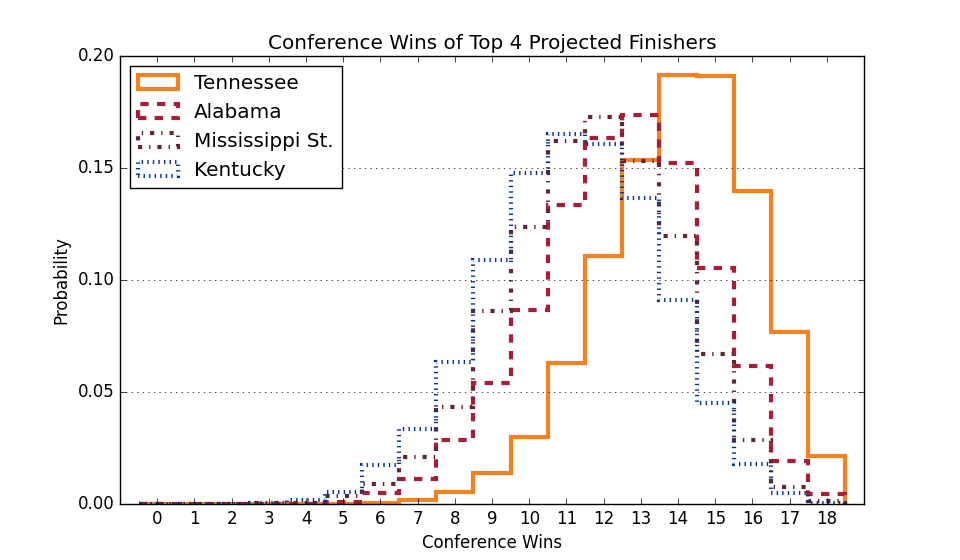 Conference Wins of Top 4 Projected Finishers
0.20
Tennessee
Alabama
Mississippi St.
Kentucky
0.15
0.10
0.05
0.00
Probability
0 1 2 3 4 5 6 7 8 9 10 11 12 13 14 15 16 17 18
Conference Wins